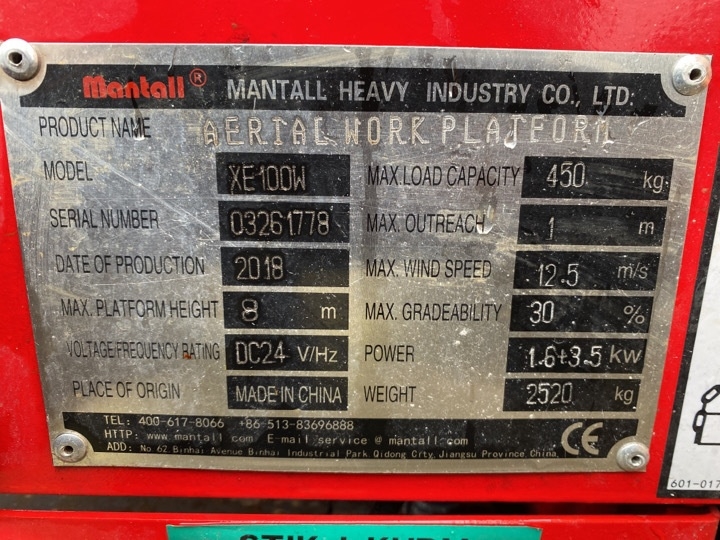 Mantall® MANTALL HEAVY INDUSTRY CO., LTD.
PRODUCT NAME AERIAL WORK PLATFORM
MODEL XE100W MAX.LOAD CAPACITY 450 kg
SERIAL NUMBER 03261778 MAX. OUTREACH 1 m
DATE OF PRODUCTION 2018 MAX. WIND SPEED 12.5 m/s
MAX. PLATFORM HEIGHT 8 m MAX. GRADEABILITY 30 %
VOLTAGE/FREQUENCY RATING DC24 V/Hz POWER 1.6+3.5 kw
PLACE OF ORIGIN MADE IN CHINA WEIGHT 2520 kg
TEL: 400-617-8066 +86-513-83696888
HTTP: www.mantall.com E-mail service @ mantall.com
ADD: No 62 Binhai Avenue Binhai Industrial Park Qidong City Jiangsu Province China
CE
601-017